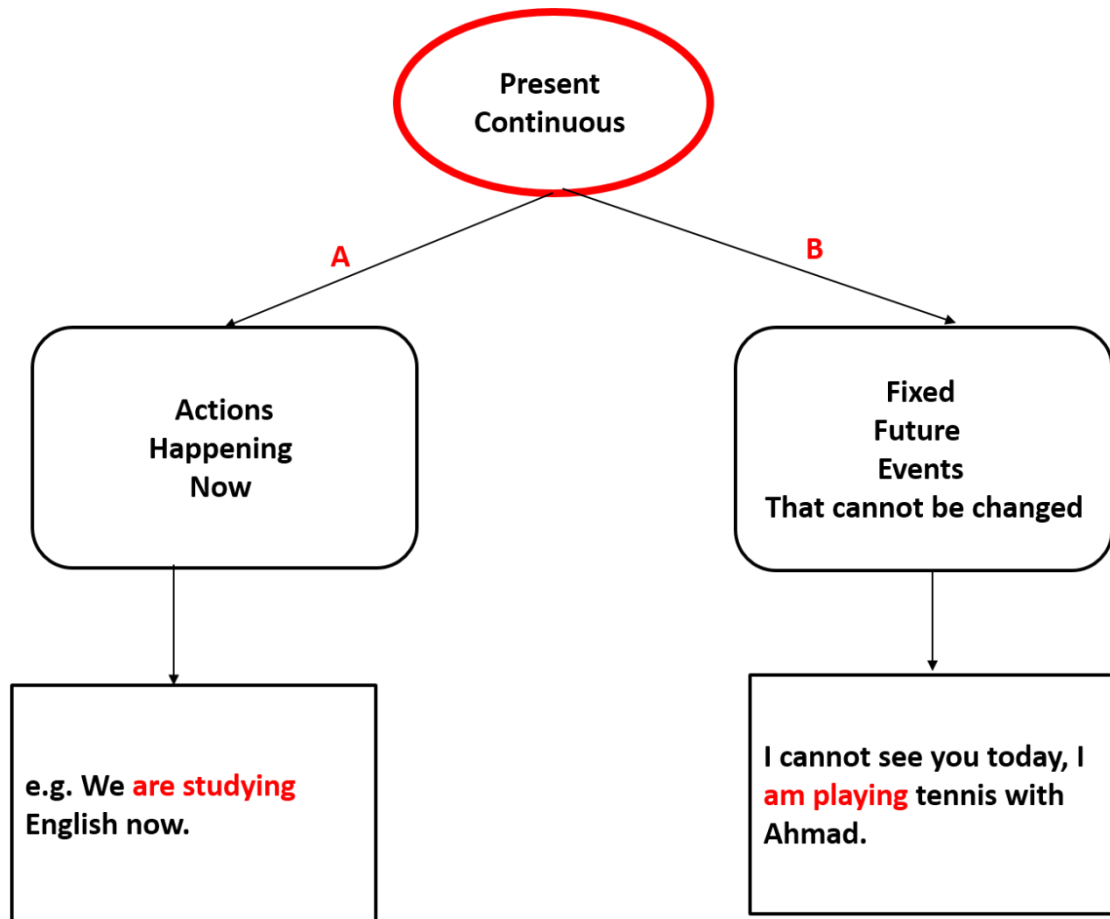 Present
Continuous
A
B
Actions
Happening
Now
Fixed
Future
Events
That cannot be changed
e.g. We are studying
English now.
I cannot see you today, I
am playing tennis with
Ahmad.